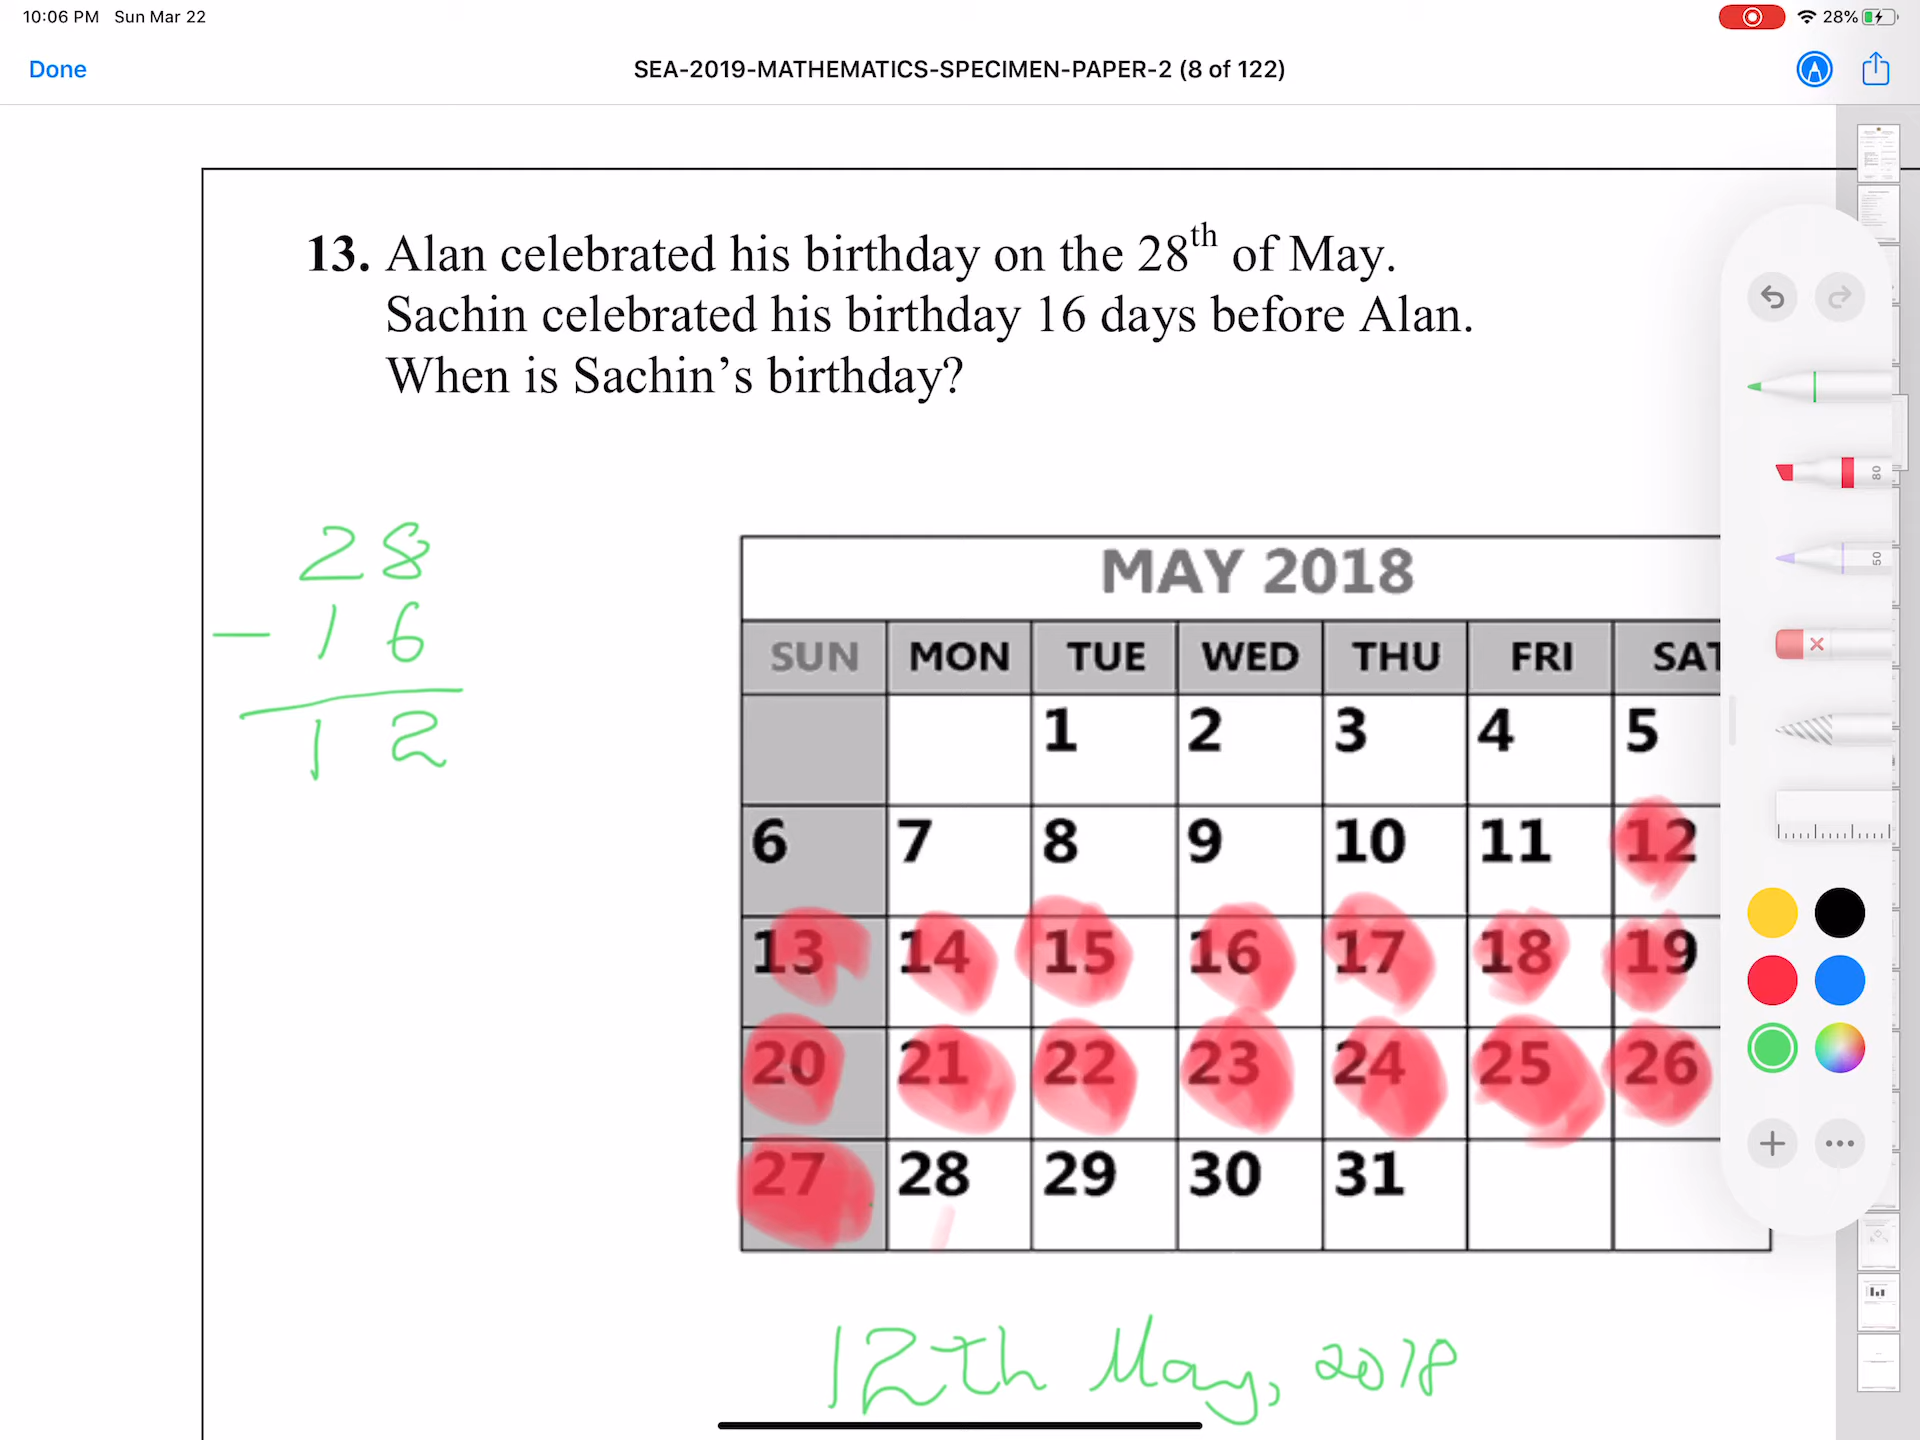 10:06 PM Sun Mar 22
28%
Done
SEA-2019-MATHEMATICS-SPECIMEN-PAPER-2 (8 of 122)
13. Alan celebrated his birthday on the 28th of May.
Sachin celebrated his birthday 16 days before Alan.
When is Sachin's birthday?
28
- 16
12
MAY 2018
SUN MON TUE WED THU FRI SAT
1 2 3 4 5
6 7 8 9 10 11 12
13 14 15 16 17 18 19
20 21 22 23 24 25 26
27 28 29 30 31
12th May, 2018
80
50